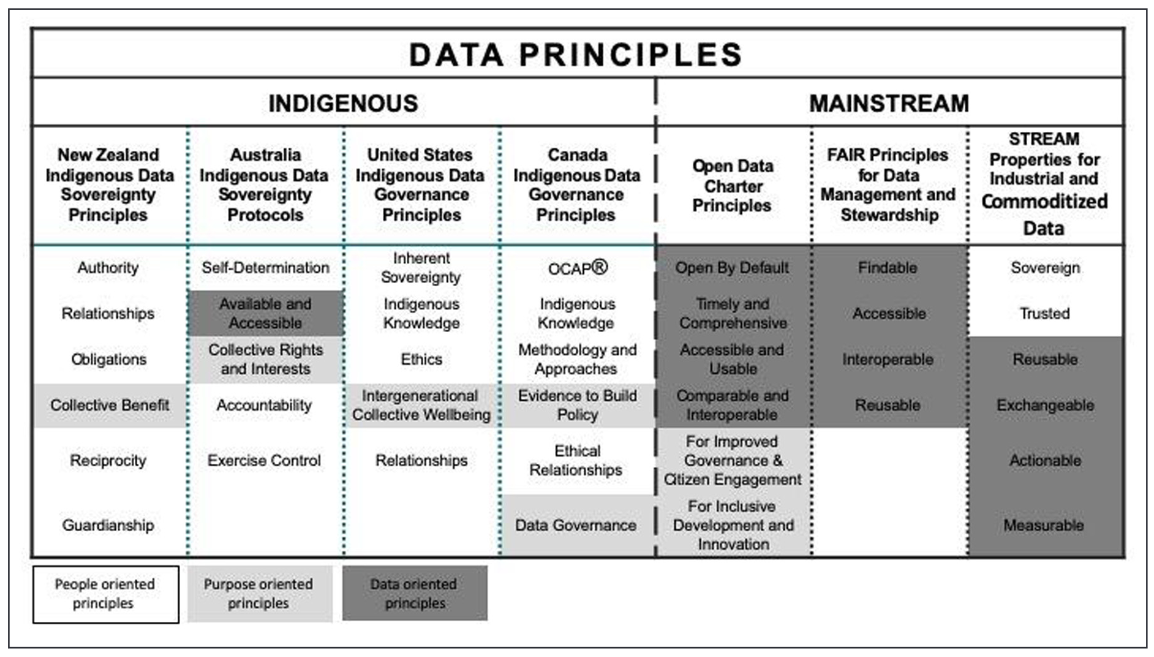 DATA PRINCIPLES
INDIGENOUS
MAINSTREAM
New Zealand
Indigenous Data
Sovereignty
Principles
Australia
Indigenous Data
Sovereignty
Protocols
United States
Indigenous Data
Governance
Principles
Canada
Indigenous Data
Governance
Principles
Open Data
Charter
Principles
FAIR Principles
for Data
Management and
Stewardship
STREAM
Properties for
Industrial and
Commoditized
Data
Authority
Self-Determination
Inherent
Sovereignty
OCAP®
Open By Default
Findable
Sovereign
Relationships
Available and
Accessible
Indigenous
Knowledge
Indigenous
Knowledge
Timely and
Comprehensive
Accessible
Trusted
Obligations
Collective Rights
and Interests
Ethics
Methodology and
Approaches
Accessible and
Usable
Interoperable
Reusable
Collective Benefit
Accountability
Intergenerational
Collective Wellbeing
Evidence to Build
Policy
Comparable and
Interoperable
Reusable
Exchangeable
Reciprocity
Exercise Control
Relationships
Ethical
Relationships
For Improved
Governance &
Citizen Engagement
Actionable
Guardianship
Data Governance
For Inclusive
Development and
Innovation
Measurable
People oriented
principles
Purpose oriented
principles
Data oriented
principles